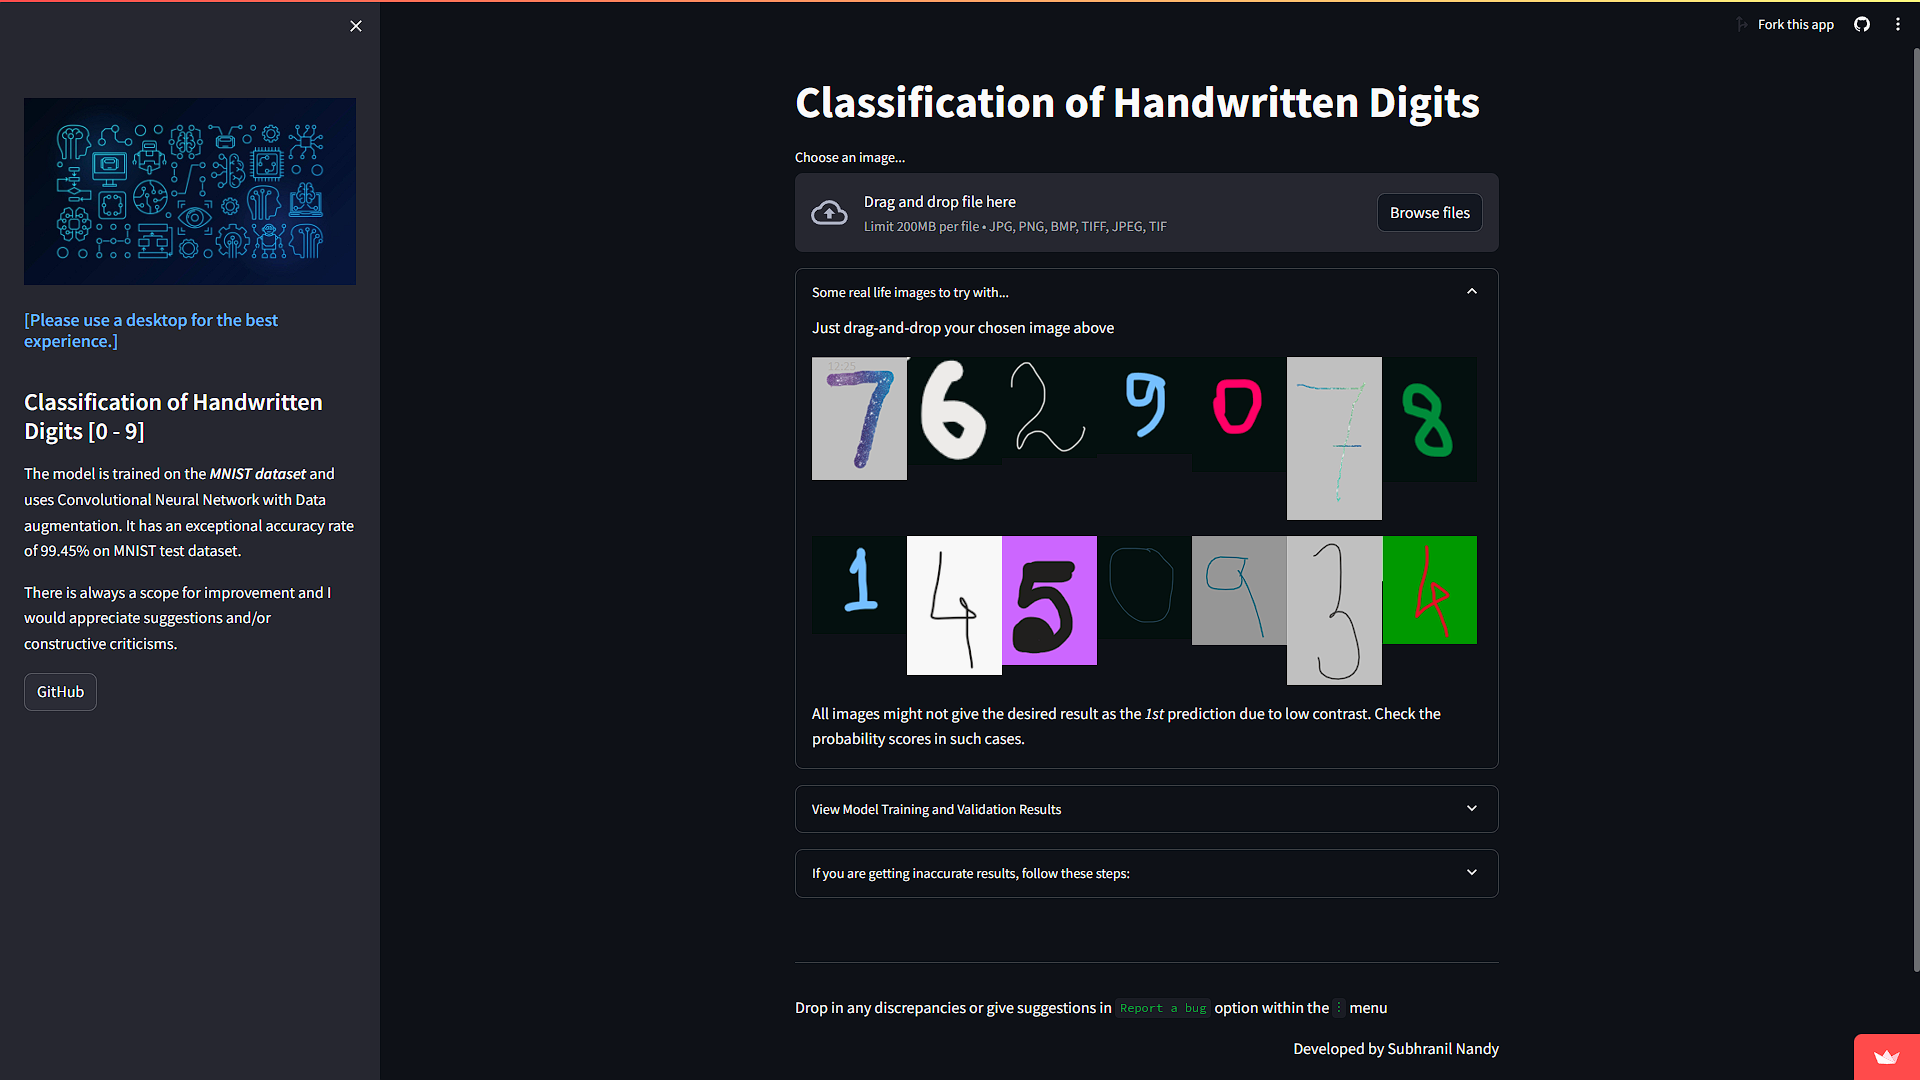 Fork this app
[Please use a desktop for the best
experience.]
Classification of Handwritten
Digits [0 - 9]
The model is trained on the MNIST dataset and
uses Convolutional Neural Network with Data
augmentation. It has an exceptional accuracy rate
of 99.45% on MNIST test dataset.
There is always a scope for improvement and I
would appreciate suggestions and/or
constructive criticisms.
GitHub
Classification of Handwritten Digits
Choose an image...
Drag and drop file here
Limit 200MB per file • JPG, PNG, BMP, TIFF, JPEG, TIF
Browse files
Some real life images to try with...
Just drag-and-drop your chosen image above
12:25
7 6 2 9 0 7 8
1 4 5 0 9 3 4
All images might not give the desired result as the 1st prediction due to low contrast. Check the
probability scores in such cases.
View Model Training and Validation Results
If you are getting inaccurate results, follow these steps:
Drop in any discrepancies or give suggestions in Report a bug option within the ⋮ menu
Developed by Subhranil Nandy